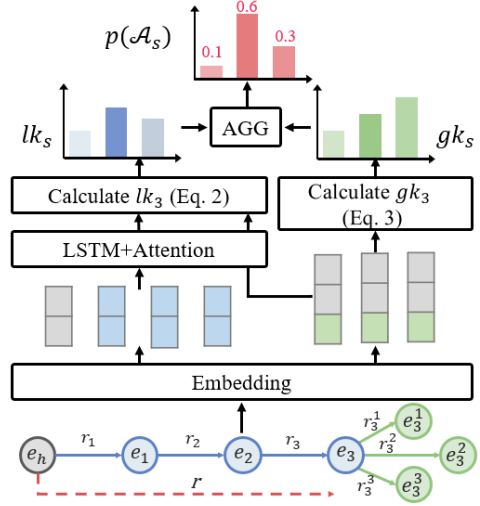 p(𝒜ₛ)
0.1
0.6
0.3
lkₛ
AGG
gkₛ
Calculate lk₃ (Eq. 2)
Calculate gk₃
(Eq. 3)
LSTM+Attention
Embedding
eₕ r₁ e₁ r₂ e₂ r₃ e₃
r₃¹ e₃¹
r₃² e₃²
r₃³ e₃³
r